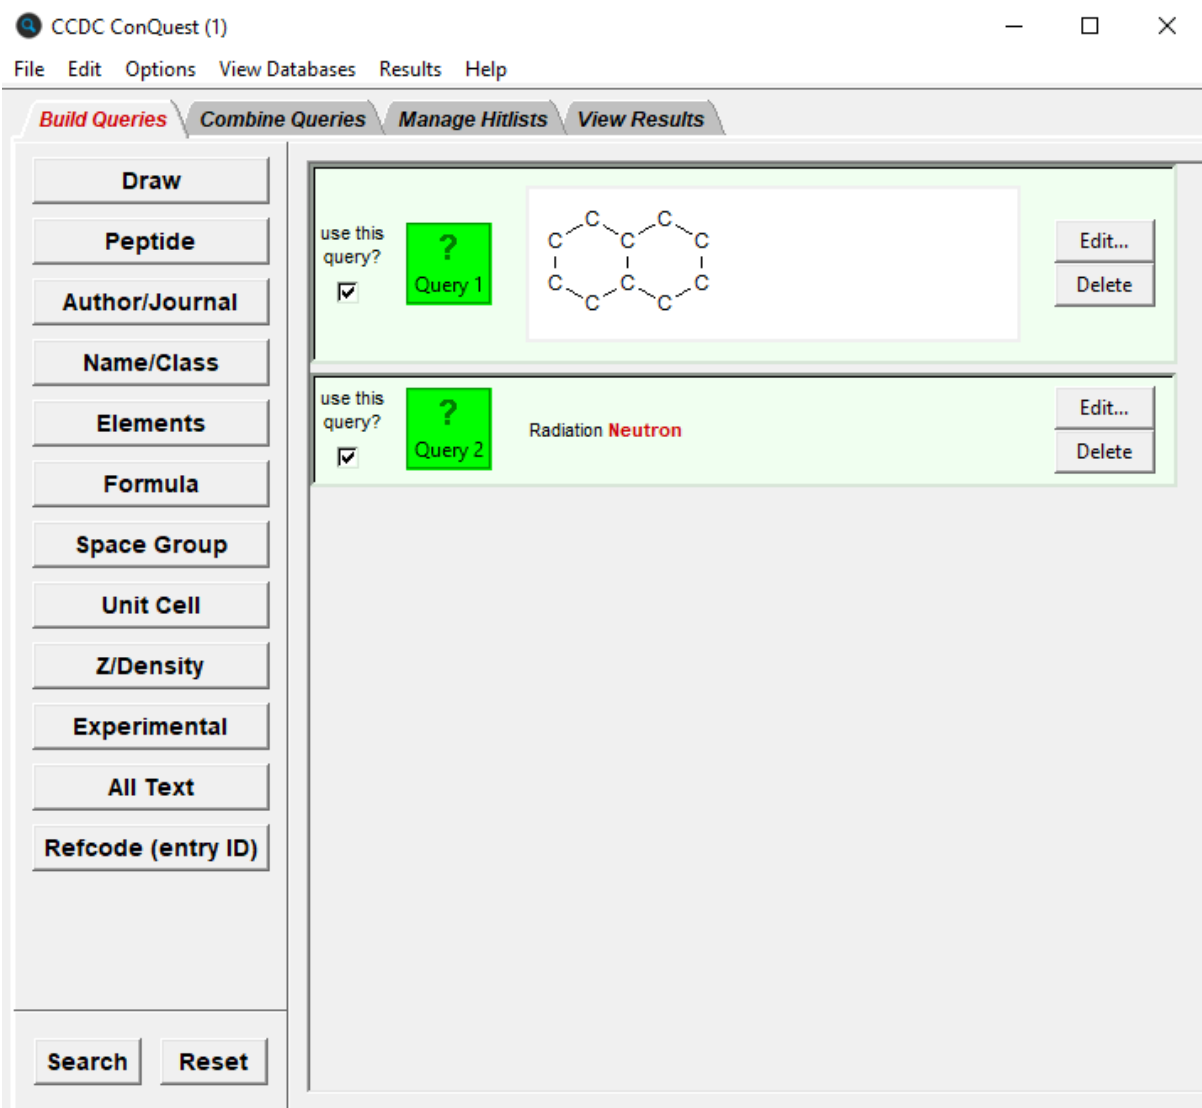 CCDC ConQuest (1)
File Edit Options View Databases Results Help
Build Queries Combine Queries Manage Hitlists View Results
Draw
Peptide
Author/Journal
Name/Class
Elements
Formula
Space Group
Unit Cell
Z/Density
Experimental
All Text
Refcode (entry ID)
Search Reset
use this
query?
?
Query 1
C C
C C C
C C C
C C
Edit...
Delete
use this
query?
?
Query 2
Radiation Neutron
Edit...
Delete